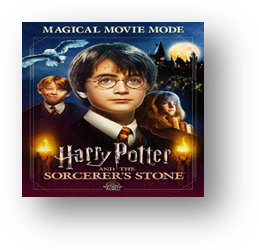 MAGICAL MOVIE MODE
Harry Potter
AND THE
SORCERER'S STONE